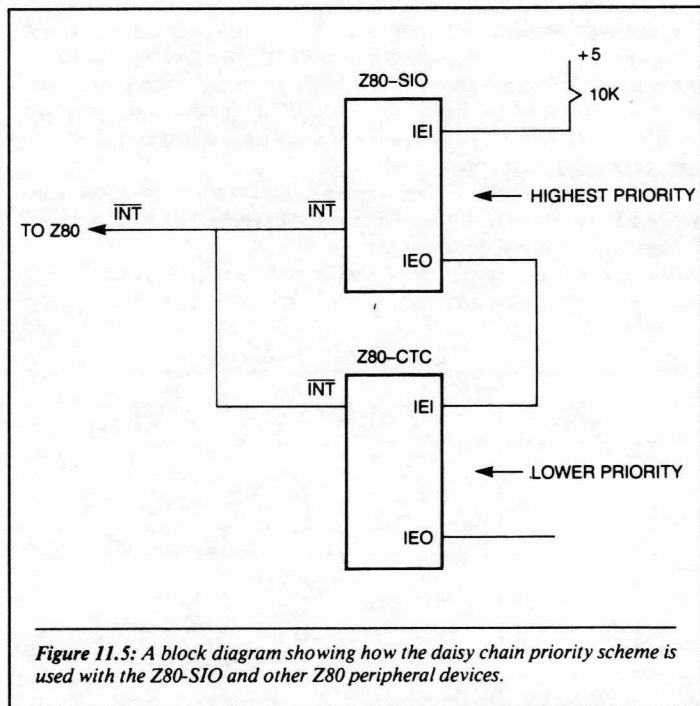 +5
Z80–SIO
10K
IEI
HIGHEST PRIORITY
INT
INT
TO Z80
IEO
Z80–CTC
INT
IEI
LOWER PRIORITY
IEO
Figure 11.5: A block diagram showing how the daisy chain priority scheme is
used with the Z80-SIO and other Z80 peripheral devices.